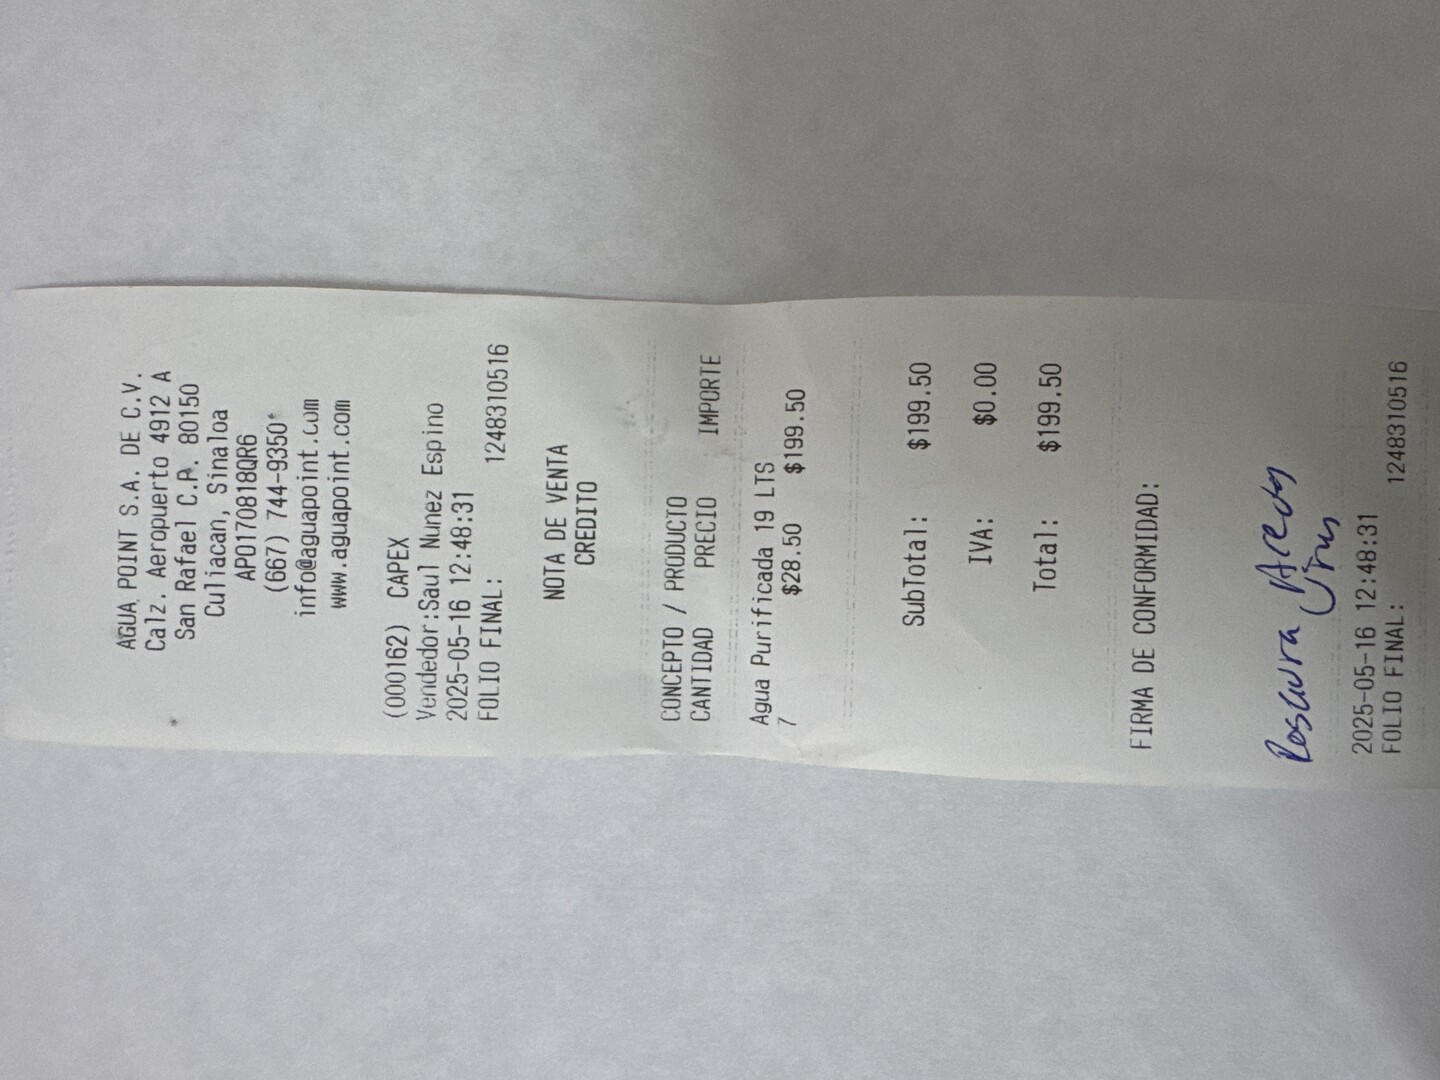 AGUA POINT S.A. DE C.V.
Calz. Aeropuerto 4912 A
San Rafael C.P. 80150
Culiacan, Sinaloa
APO170818QR6
(667) 744-9350*
info@aguapoint.com
www.aguapoint.com
(000162) CAPEX
Vendedor:Saul Nunez Espino
2025-05-16 12:48:31
FOLIO FINAL: 1248310516
NOTA DE VENTA
CREDITO
CONCEPTO / PRODUCTO
CANTIDAD PRECIO IMPORTE
Agua Purificada 19 LTS
7 $28.50 $199.50
SubTotal: $199.50
IVA: $0.00
Total: $199.50
FIRMA DE CONFORMIDAD:
Rosaura
2025-05-16 12:48:31
FOLIO FINAL: 1248310516